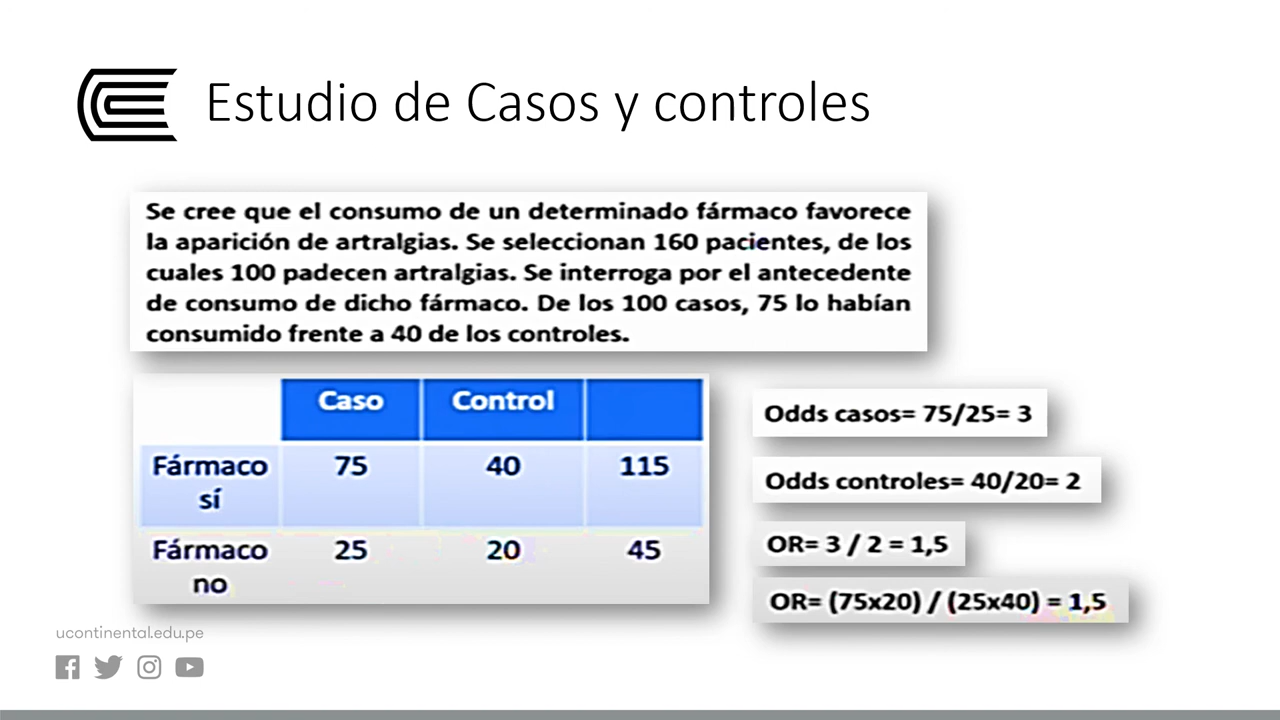 Estudio de Casos y controles
Se cree que el consumo de un determinado fármaco favorece
la aparición de artralgias. Se seleccionan 160 pacientes, de los
cuales 100 padecen artralgias. Se interroga por el antecedente
de consumo de dicho fármaco. De los 100 casos, 75 lo habían
consumido frente a 40 de los controles.
Caso Control
Fármaco sí 75 40 115
Fármaco no 25 20 45
Odds casos= 75/25= 3
Odds controles= 40/20= 2
OR= 3 / 2 = 1,5
OR= (75x20) / (25x40) = 1,5
ucontinental.edu.pe